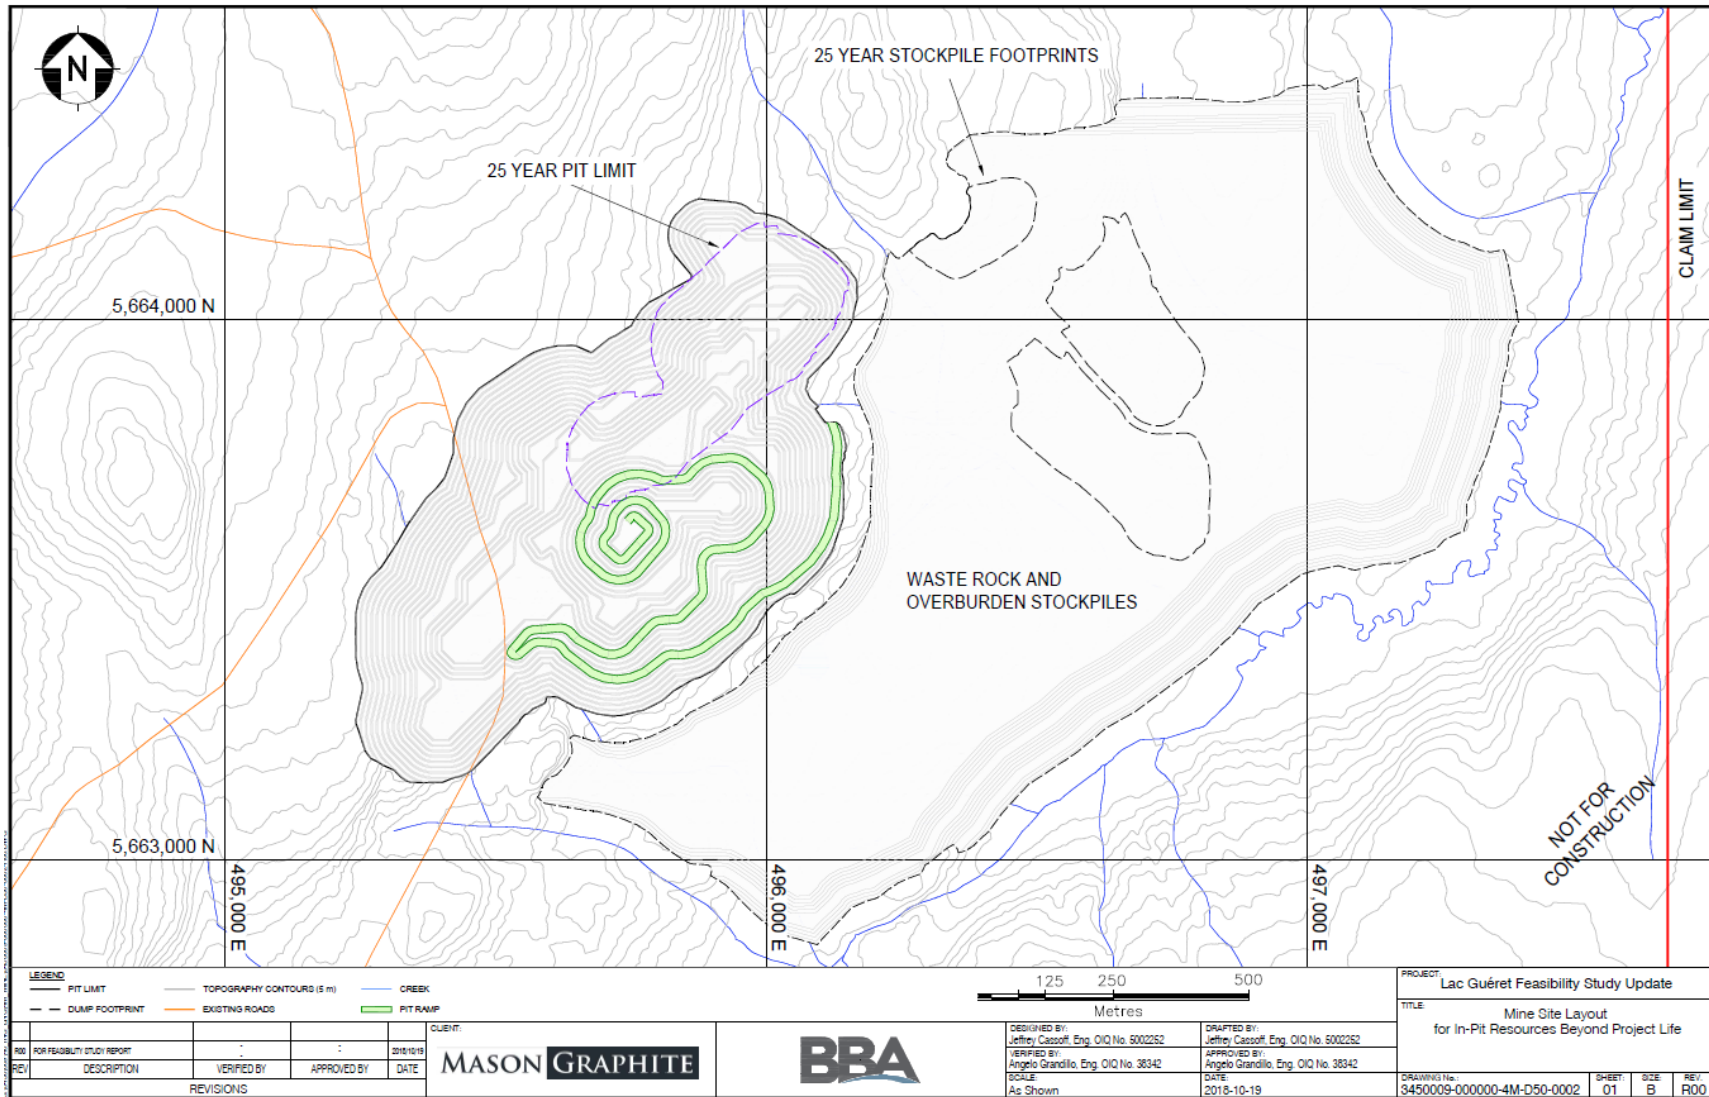 N
25 YEAR STOCKPILE FOOTPRINTS
25 YEAR PIT LIMIT
CLAIM LIMIT
5,664,000 N
WASTE ROCK AND
OVERBURDEN STOCKPILES
NOT FOR
CONSTRUCTION
5,663,000 N
495,000 E
496,000 E
497,000 E
LEGEND
PIT LIMIT
TOPOGRAPHY CONTOURS (5 m)
CREEK
DUMP FOOTPRINT
EXISTING ROADS
PIT RAMP
125 250 500
Metres
PROJECT:
Lac Guéret Feasibility Study Update
TITLE:
Mine Site Layout
for In-Pit Resources Beyond Project Life
R00 FOR FEASIBILITY STUDY REPORT - - 2018/10/19
REV DESCRIPTION VERIFIED BY APPROVED BY DATE
REVISIONS
CLIENT:
MASON GRAPHITE
BBA
DESIGNED BY:
Jeffrey Cassoff, Eng. OIQ No. 5002252
DRAFTED BY:
Jeffrey Cassoff, Eng. OIQ No. 5002252
VERIFIED BY:
Angelo Grandillo, Eng. OIQ No. 38342
APPROVED BY:
Angelo Grandillo, Eng. OIQ No. 38342
SCALE:
As Shown
DATE:
2018-10-19
DRAWING No.:
3450009-000000-4M-D50-0002
SHEET:
01
SIZE:
B
REV.
R00